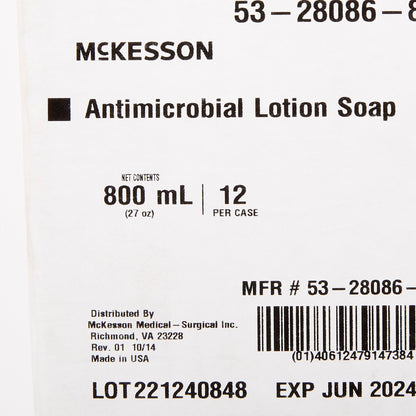 53-28086-8
McKESSON
Antimicrobial Lotion Soap
NET CONTENTS
800 mL | 12
(27 oz) PER CASE
MFR # 53-28086-
Distributed By
McKesson Medical-Surgical Inc.
Richmond, VA 23228
Rev. 01 10/14
Made in USA
(01)40612479147384
LOT221240848 EXP JUN 2024